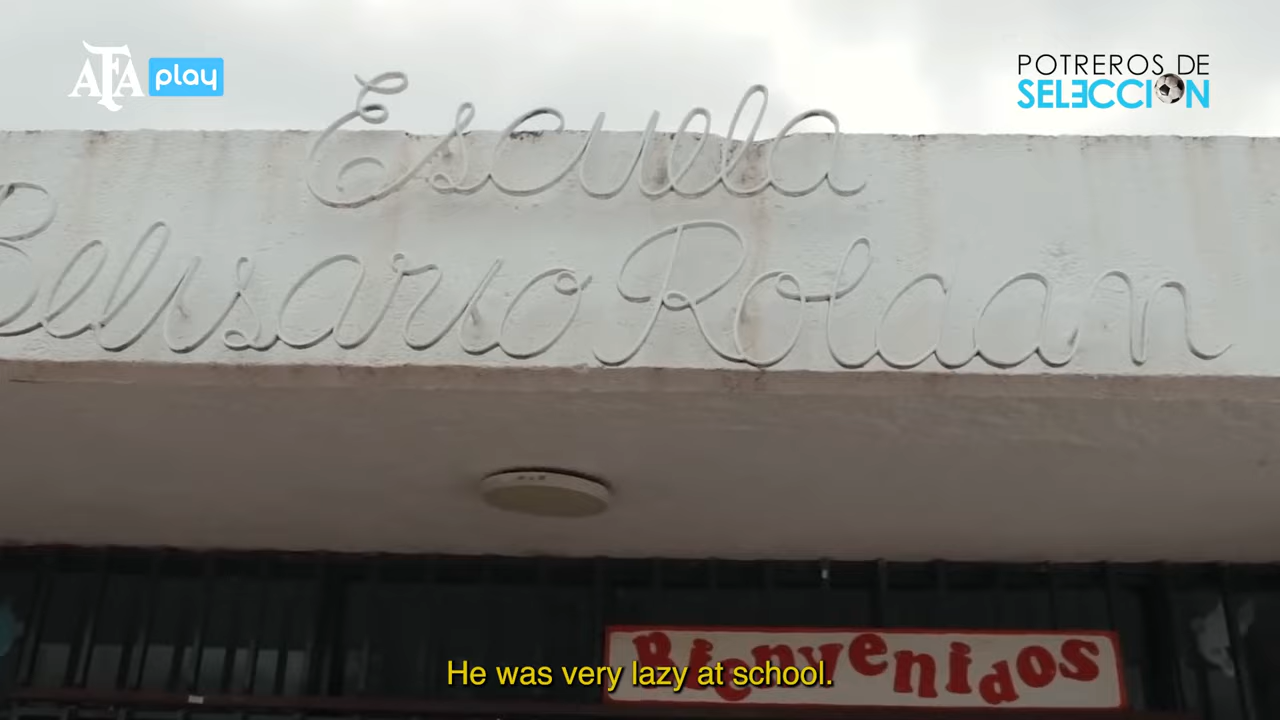 AFA play
POTREROS DE
SELECCION
Escuela
Belisario Roldan
Bienvenidos
He was very lazy at school.